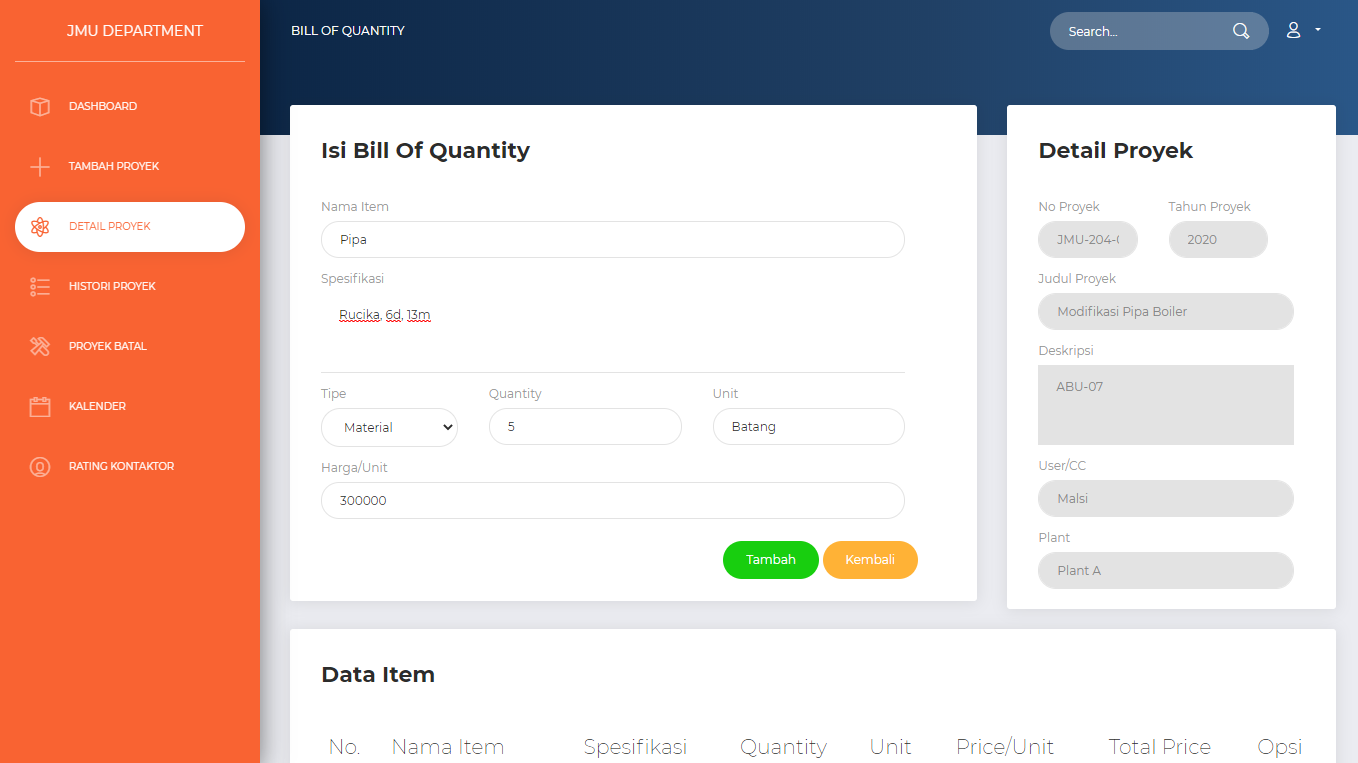 JMU DEPARTMENT
DASHBOARD
TAMBAH PROYEK
DETAIL PROYEK
HISTORI PROYEK
PROYEK BATAL
KALENDER
RATING KONTAKTOR
BILL OF QUANTITY
Search...
Isi Bill Of Quantity
Nama Item
Pipa
Spesifikasi
Rucika, 6d, 13m
Tipe Quantity Unit
Material 5 Batang
Harga/Unit
300000
Tambah Kembali
Detail Proyek
No Proyek Tahun Proyek
JMU-204- 2020
Judul Proyek
Modifikasi Pipa Boiler
Deskripsi
ABU-07
User/CC
Malsi
Plant
Plant A
Data Item
No. Nama Item Spesifikasi Quantity Unit Price/Unit Total Price Opsi